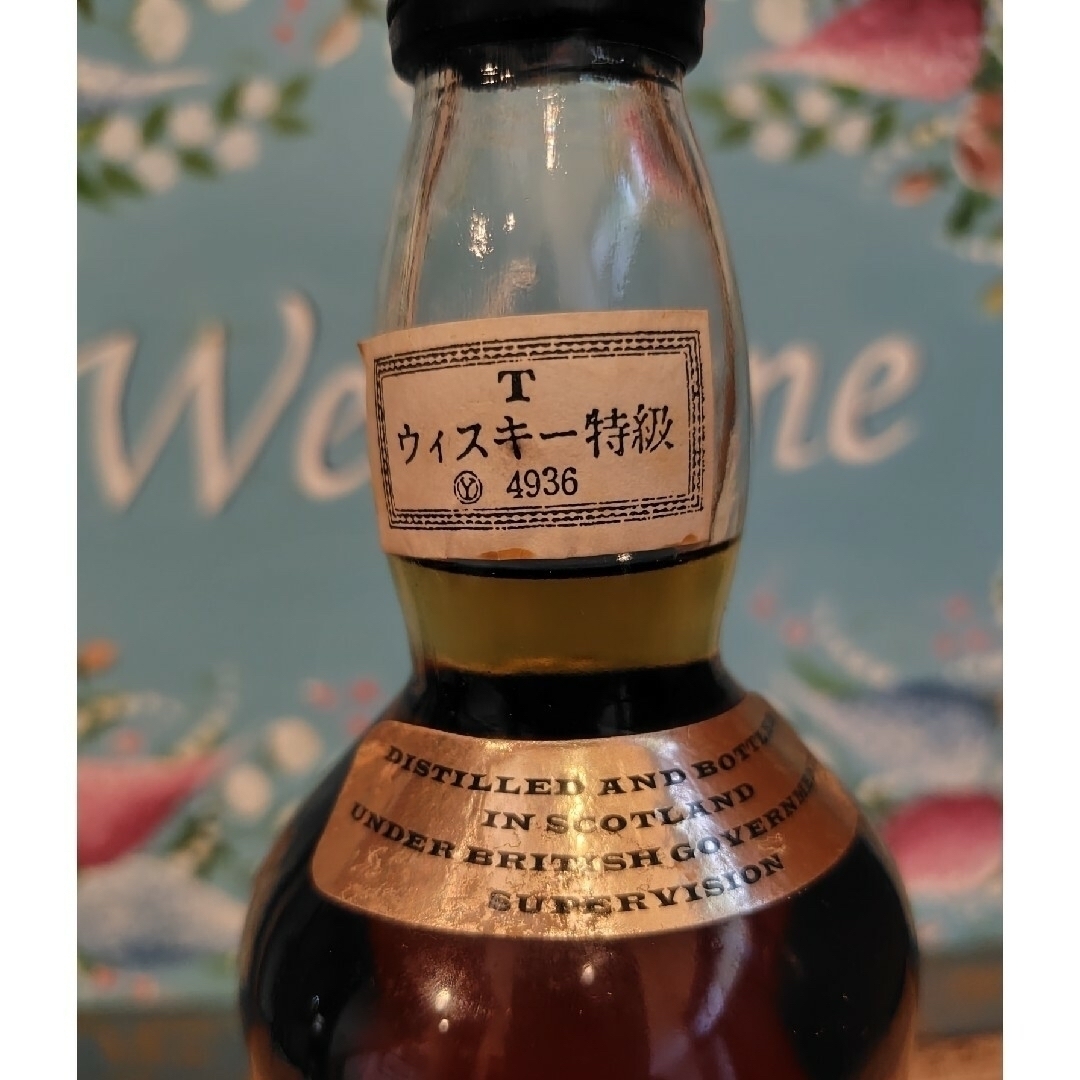 T
ウィスキー特級
Ⓨ 4936
DISTILLED AND BOTTLED
IN SCOTLAND
UNDER BRITISH GOVERNMENT
SUPERVISION